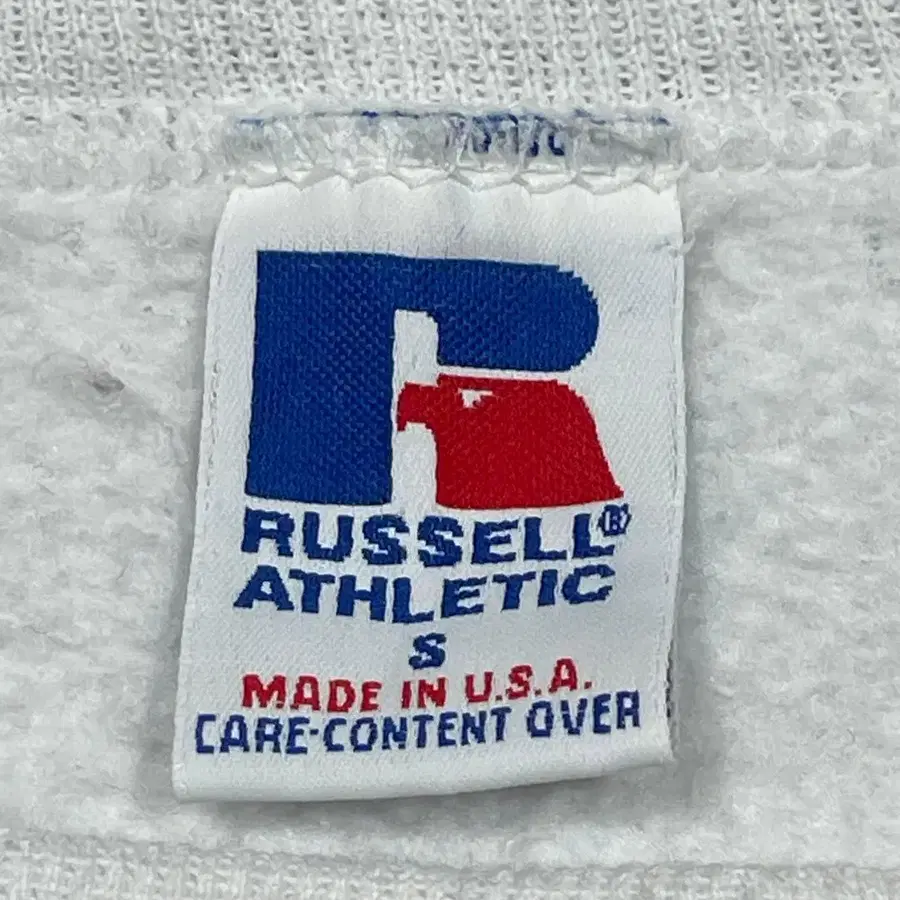 RUSSELL®
ATHLETIC
S
MADE IN U.S.A.
CARE-CONTENT OVER